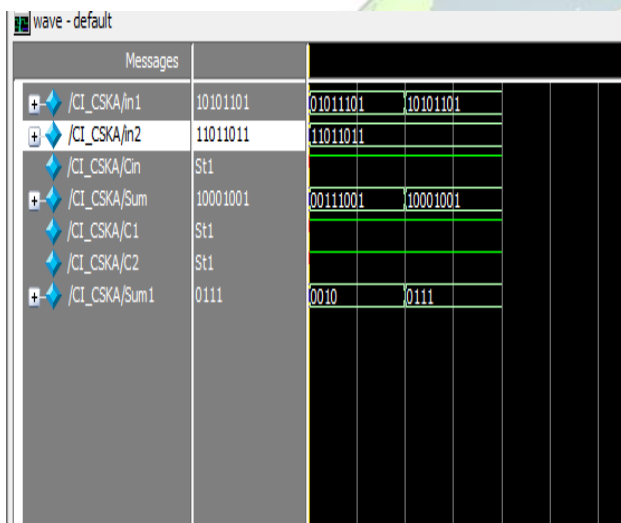 wave - default
Messages
/CI_CSKA/in1 10101101 01011101 10101101
/CI_CSKA/in2 11011011 11011011
/CI_CSKA/Cin St1
/CI_CSKA/Sum 10001001 00111001 10001001
/CI_CSKA/C1 St1
/CI_CSKA/C2 St1
/CI_CSKA/Sum1 0111 0010 0111